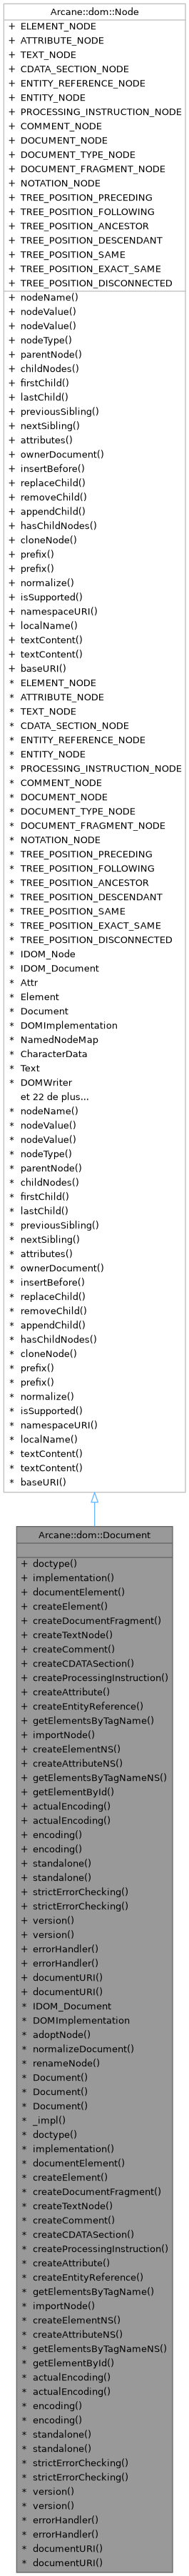 Arcane::dom::Node
+ ELEMENT_NODE
+ ATTRIBUTE_NODE
+ TEXT_NODE
+ CDATA_SECTION_NODE
+ ENTITY_REFERENCE_NODE
+ ENTITY_NODE
+ PROCESSING_INSTRUCTION_NODE
+ COMMENT_NODE
+ DOCUMENT_NODE
+ DOCUMENT_TYPE_NODE
+ DOCUMENT_FRAGMENT_NODE
+ NOTATION_NODE
+ TREE_POSITION_PRECEDING
+ TREE_POSITION_FOLLOWING
+ TREE_POSITION_ANCESTOR
+ TREE_POSITION_DESCENDANT
+ TREE_POSITION_SAME
+ TREE_POSITION_EXACT_SAME
+ TREE_POSITION_DISCONNECTED
+ nodeName()
+ nodeValue()
+ nodeValue()
+ nodeType()
+ parentNode()
+ childNodes()
+ firstChild()
+ lastChild()
+ previousSibling()
+ nextSibling()
+ attributes()
+ ownerDocument()
+ insertBefore()
+ replaceChild()
+ removeChild()
+ appendChild()
+ hasChildNodes()
+ cloneNode()
+ prefix()
+ prefix()
+ normalize()
+ isSupported()
+ namespaceURI()
+ localName()
+ textContent()
+ textContent()
+ baseURI()
* ELEMENT_NODE
* ATTRIBUTE_NODE
* TEXT_NODE
* CDATA_SECTION_NODE
* ENTITY_REFERENCE_NODE
* ENTITY_NODE
* PROCESSING_INSTRUCTION_NODE
* COMMENT_NODE
* DOCUMENT_NODE
* DOCUMENT_TYPE_NODE
* DOCUMENT_FRAGMENT_NODE
* NOTATION_NODE
* TREE_POSITION_PRECEDING
* TREE_POSITION_FOLLOWING
* TREE_POSITION_ANCESTOR
* TREE_POSITION_DESCENDANT
* TREE_POSITION_SAME
* TREE_POSITION_EXACT_SAME
* TREE_POSITION_DISCONNECTED
* IDOM_Node
* IDOM_Document
* Attr
* Element
* Document
* DOMImplementation
* NamedNodeMap
* CharacterData
* Text
* DOMWriter
et 22 de plus...
* nodeName()
* nodeValue()
* nodeValue()
* nodeType()
* parentNode()
* childNodes()
* firstChild()
* lastChild()
* previousSibling()
* nextSibling()
* attributes()
* ownerDocument()
* insertBefore()
* replaceChild()
* removeChild()
* appendChild()
* hasChildNodes()
* cloneNode()
* prefix()
* prefix()
* normalize()
* isSupported()
* namespaceURI()
* localName()
* textContent()
* textContent()
* baseURI()
Arcane::dom::Document
+ doctype()
+ implementation()
+ documentElement()
+ createElement()
+ createDocumentFragment()
+ createTextNode()
+ createComment()
+ createCDATASection()
+ createProcessingInstruction()
+ createAttribute()
+ createEntityReference()
+ getElementsByTagName()
+ importNode()
+ createElementNS()
+ createAttributeNS()
+ getElementsByTagNameNS()
+ getElementById()
+ actualEncoding()
+ actualEncoding()
+ encoding()
+ encoding()
+ standalone()
+ standalone()
+ strictErrorChecking()
+ strictErrorChecking()
+ version()
+ version()
+ errorHandler()
+ errorHandler()
+ documentURI()
+ documentURI()
* IDOM_Document
* DOMImplementation
* adoptNode()
* normalizeDocument()
* renameNode()
* Document()
* Document()
* Document()
* _impl()
* doctype()
* implementation()
* documentElement()
* createElement()
* createDocumentFragment()
* createTextNode()
* createComment()
* createCDATASection()
* createProcessingInstruction()
* createAttribute()
* createEntityReference()
* getElementsByTagName()
* importNode()
* createElementNS()
* createAttributeNS()
* getElementsByTagNameNS()
* getElementById()
* actualEncoding()
* actualEncoding()
* encoding()
* encoding()
* standalone()
* standalone()
* strictErrorChecking()
* strictErrorChecking()
* version()
* version()
* errorHandler()
* errorHandler()
* documentURI()
* documentURI()